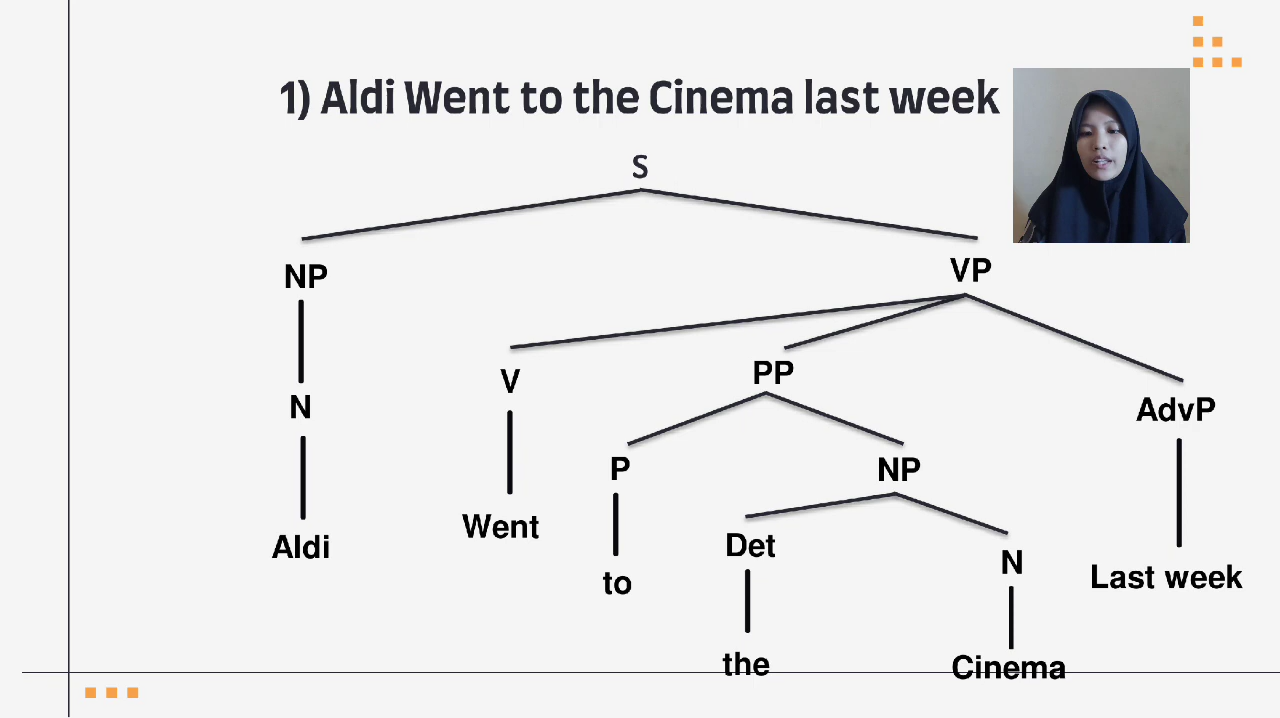 1) Aldi Went to the Cinema last week
S
NP
VP
V
PP
AdvP
N
P
NP
Went
Det
Aldi
N
to
Last week
the
Cinema